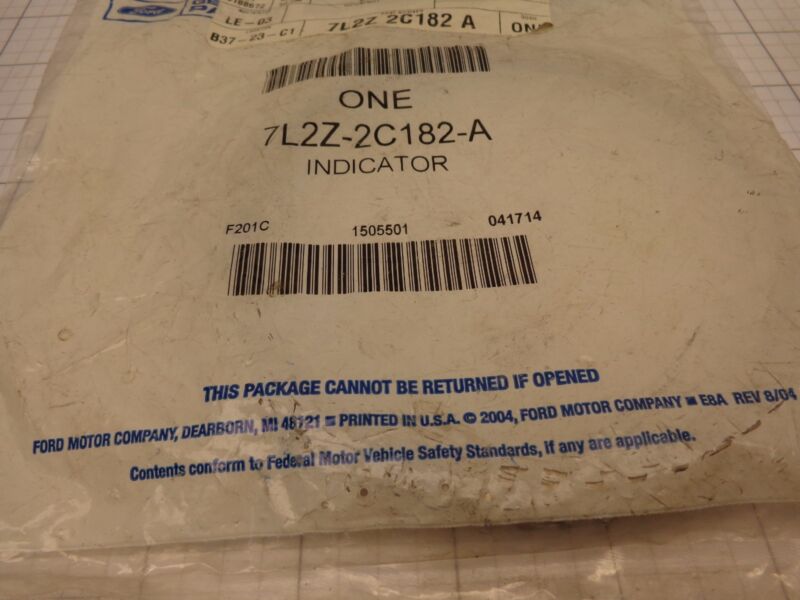 Ford
LE-03
B37-23-C1
7L2Z 2C182 A
ONE
7L2Z-2C182-A
INDICATOR
F201C 1505501 041714
THIS PACKAGE CANNOT BE RETURNED IF OPENED
FORD MOTOR COMPANY, DEARBORN, MI 48121 ■ PRINTED IN U.S.A. © 2004, FORD MOTOR COMPANY ■ E8A REV 8/04
Contents conform to Federal Motor Vehicle Safety Standards, if any are applicable.